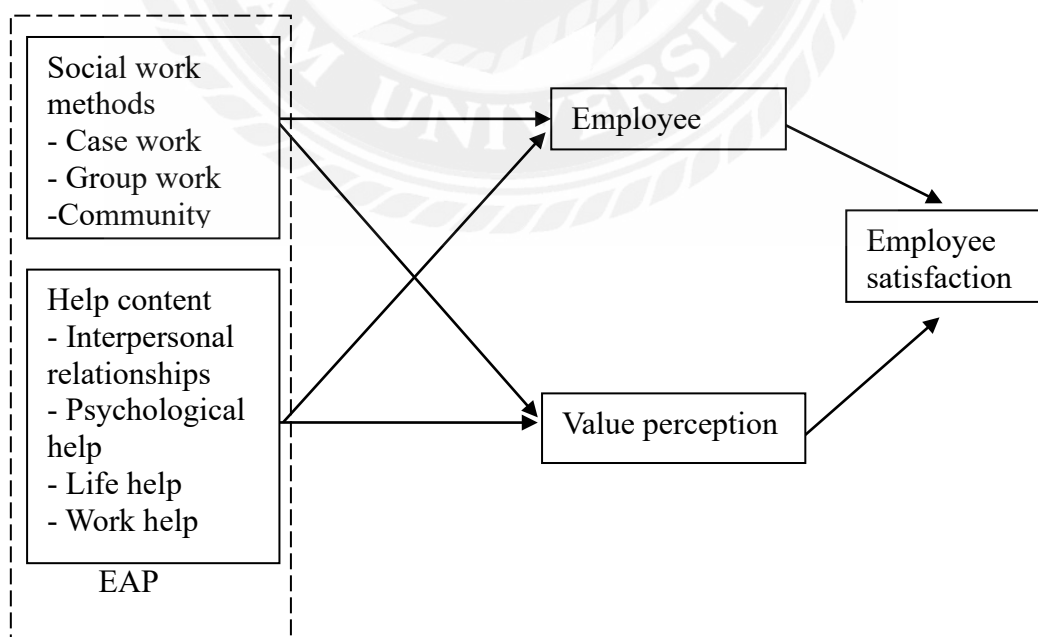 UNIVERSIT
Social work
methods
- Case work
- Group work
-Community
Help content
- Interpersonal
relationships
- Psychological
help
- Life help
- Work help
EAP
Employee
Value perception
Employee
satisfaction